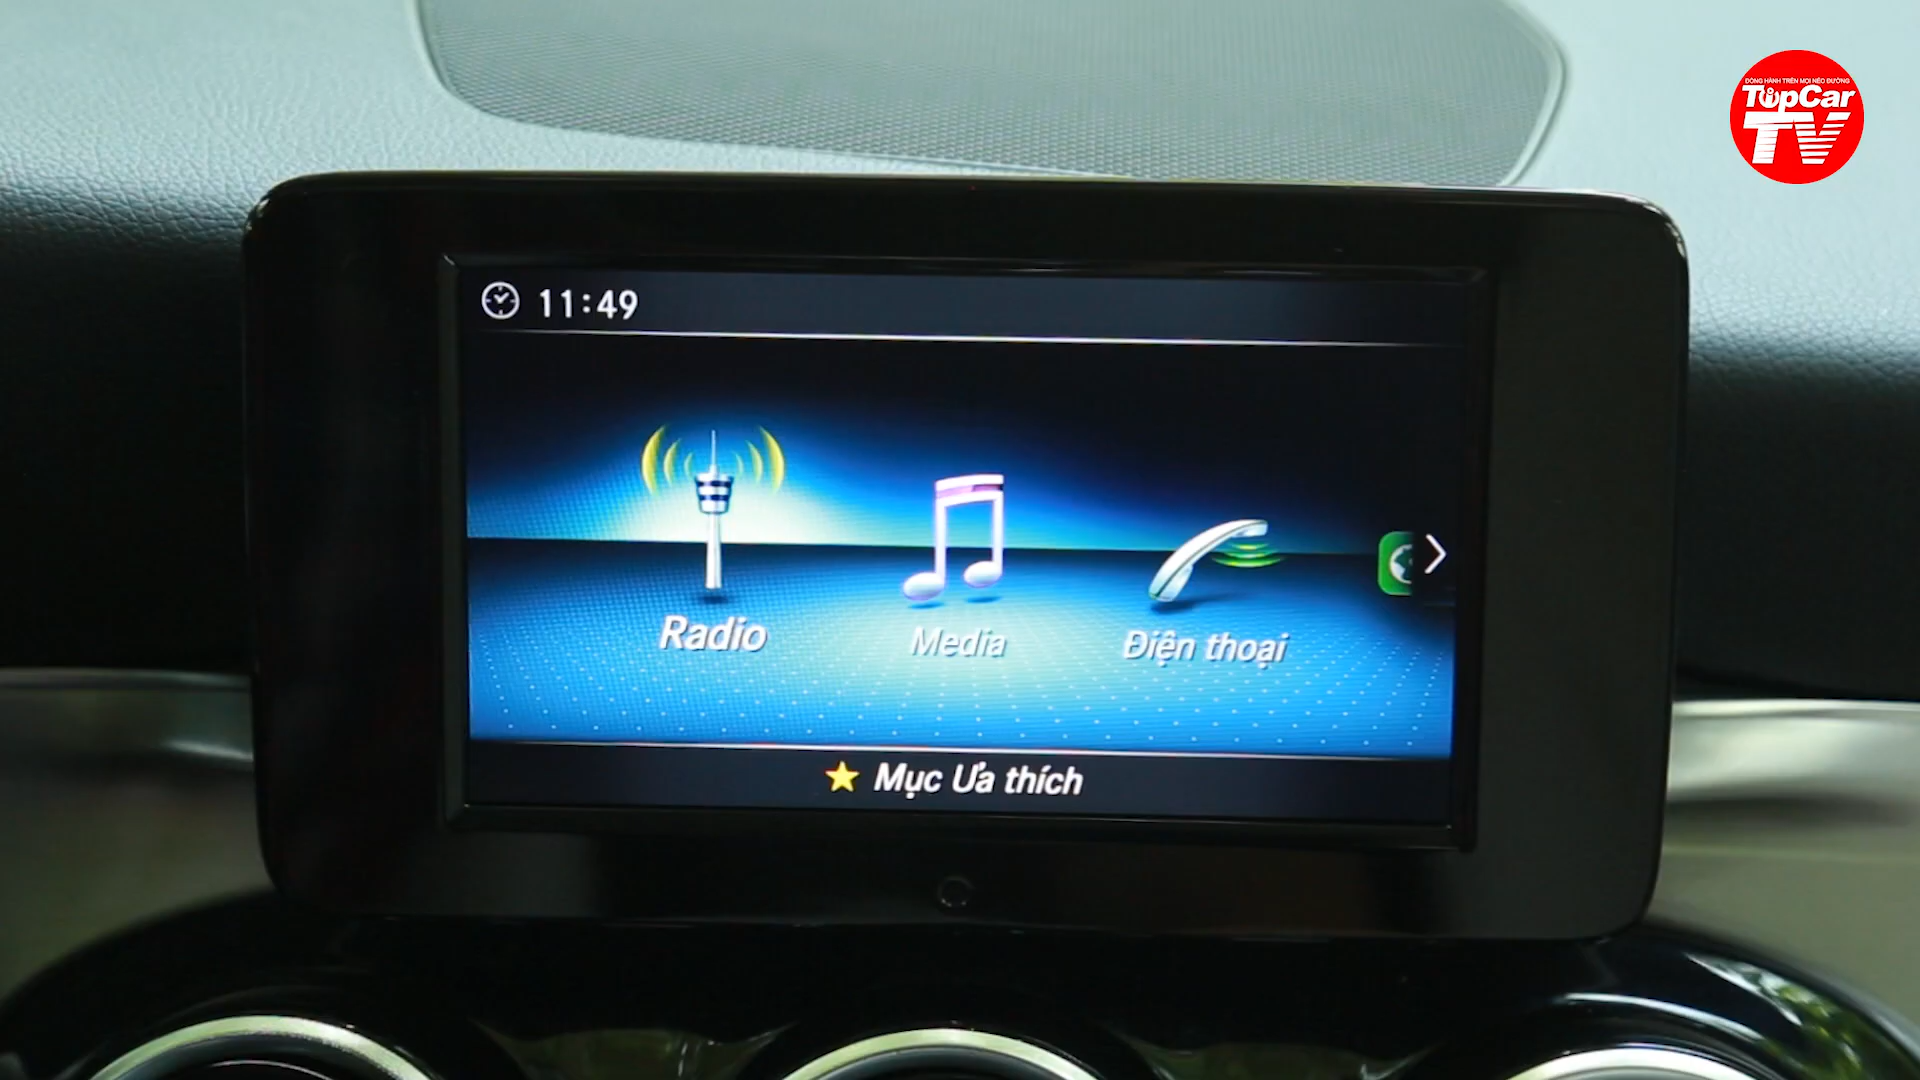 ĐỒNG HÀNH TRÊN MỌI NẺO ĐƯỜNG
TopCar
TV
11:49
Radio
Media
Điện thoại
Mục Ưa thích